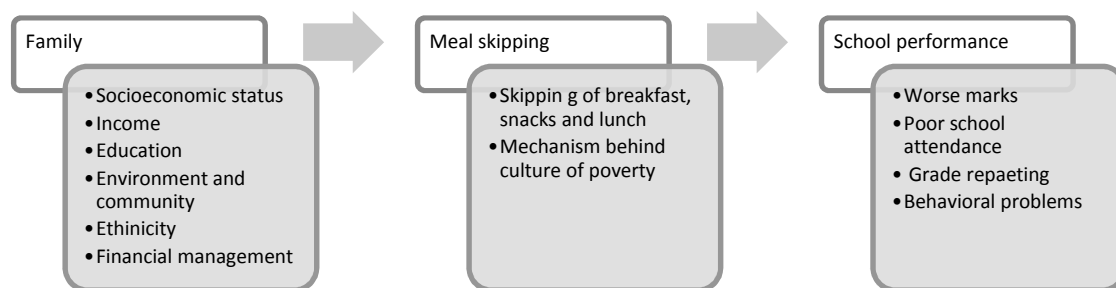 Family
•Socioeconomic status
•Income
•Education
•Environment and
community
•Ethinicity
•Financial management
Meal skipping
•Skippin g of breakfast,
snacks and lunch
•Mechanism behind
culture of poverty
School performance
•Worse marks
•Poor school
attendance
• Grade repaeting
•Behavioral problems